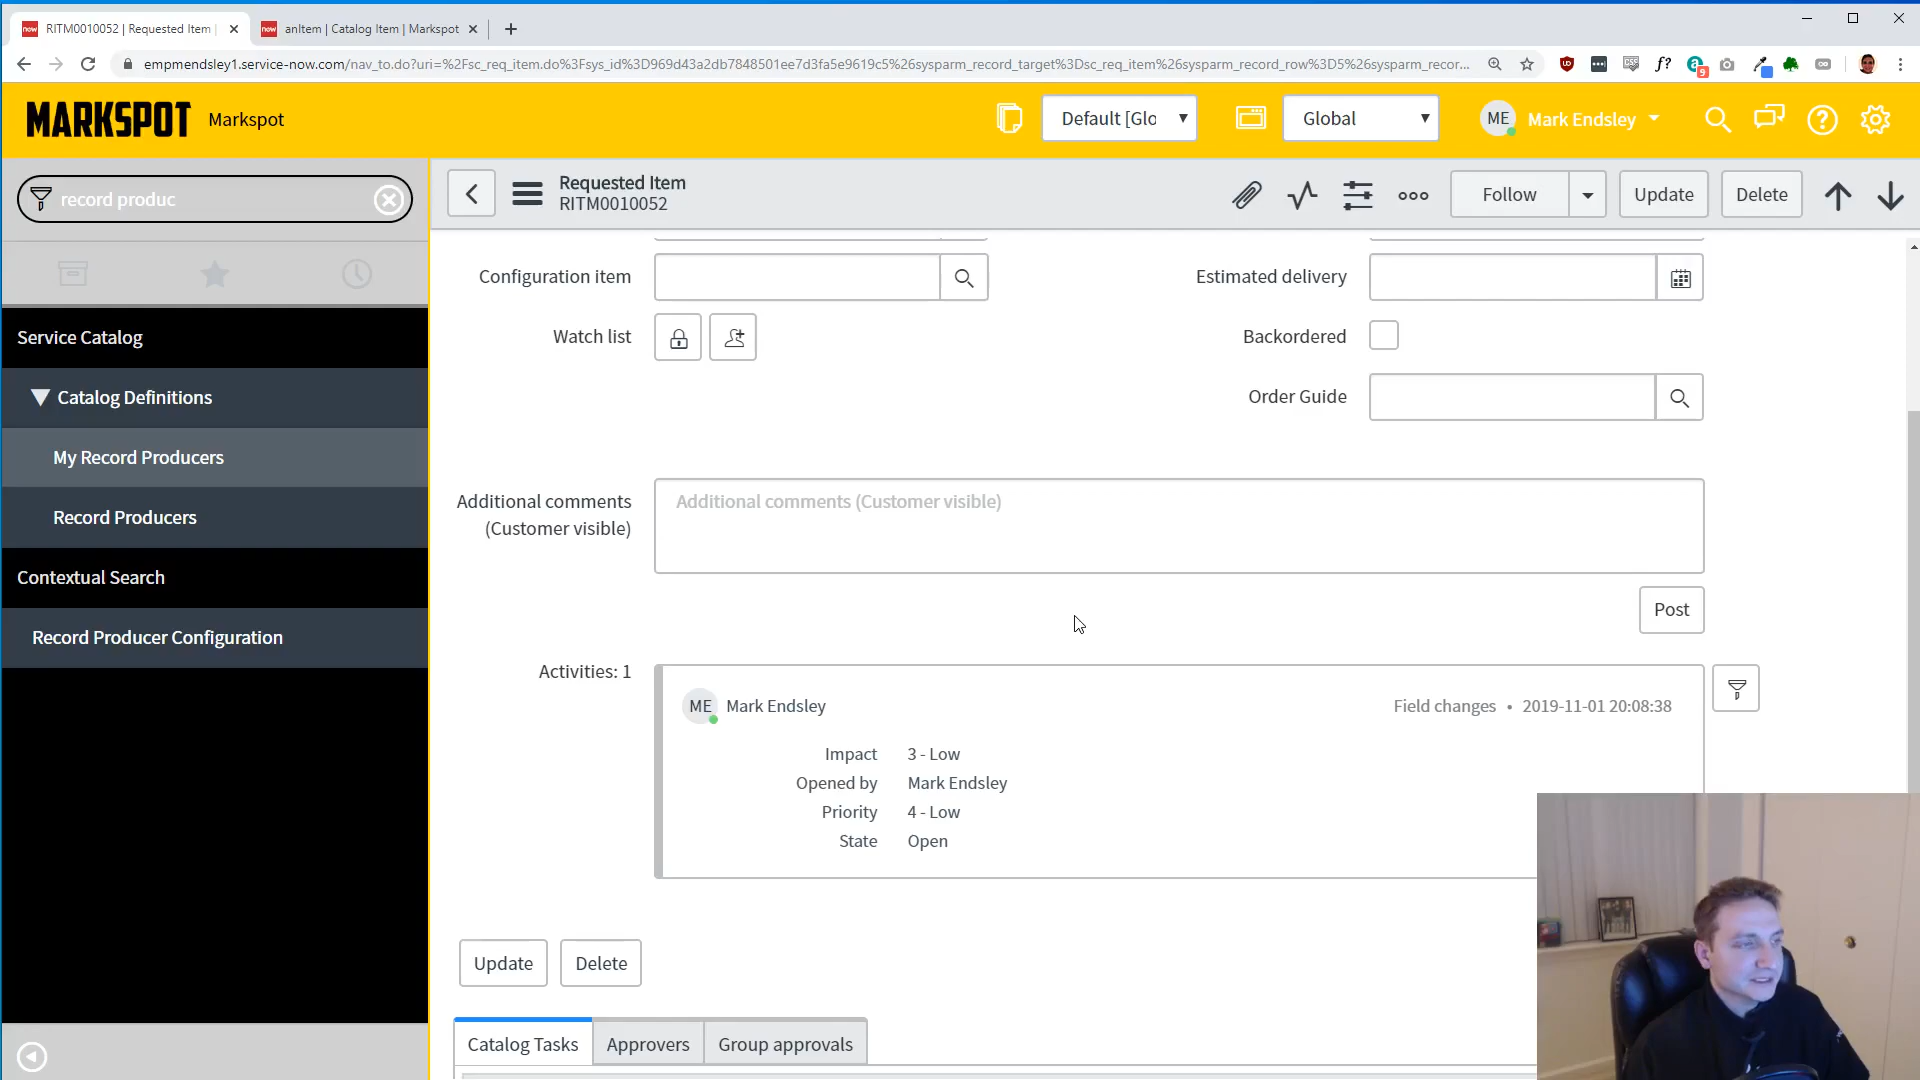 RITM0010052 | Requested Item |
anItem | Catalog Item | Markspot
empmendsley1.service-now.com/nav_to.do?uri=%2Fsc_req_item.do%3Fsys_id%3D969d43a2db7848501ee7d3fa5e9619c5%26sysparm_record_target%3Dsc_req_item%26sysparm_record_row%3D5%26sysparm_recor...
MARKSPOT Markspot
Default [Glo
Global
ME Mark Endsley
record produc
Requested Item
RITM0010052
Follow
Update
Delete
Service Catalog
Catalog Definitions
My Record Producers
Record Producers
Contextual Search
Record Producer Configuration
Configuration item
Estimated delivery
Watch list
Backordered
Order Guide
Additional comments
(Customer visible)
Additional comments (Customer visible)
Post
Activities: 1
ME Mark Endsley
Field changes • 2019-11-01 20:08:38
Impact 3 - Low
Opened by Mark Endsley
Priority 4 - Low
State Open
Update
Delete
Catalog Tasks
Approvers
Group approvals